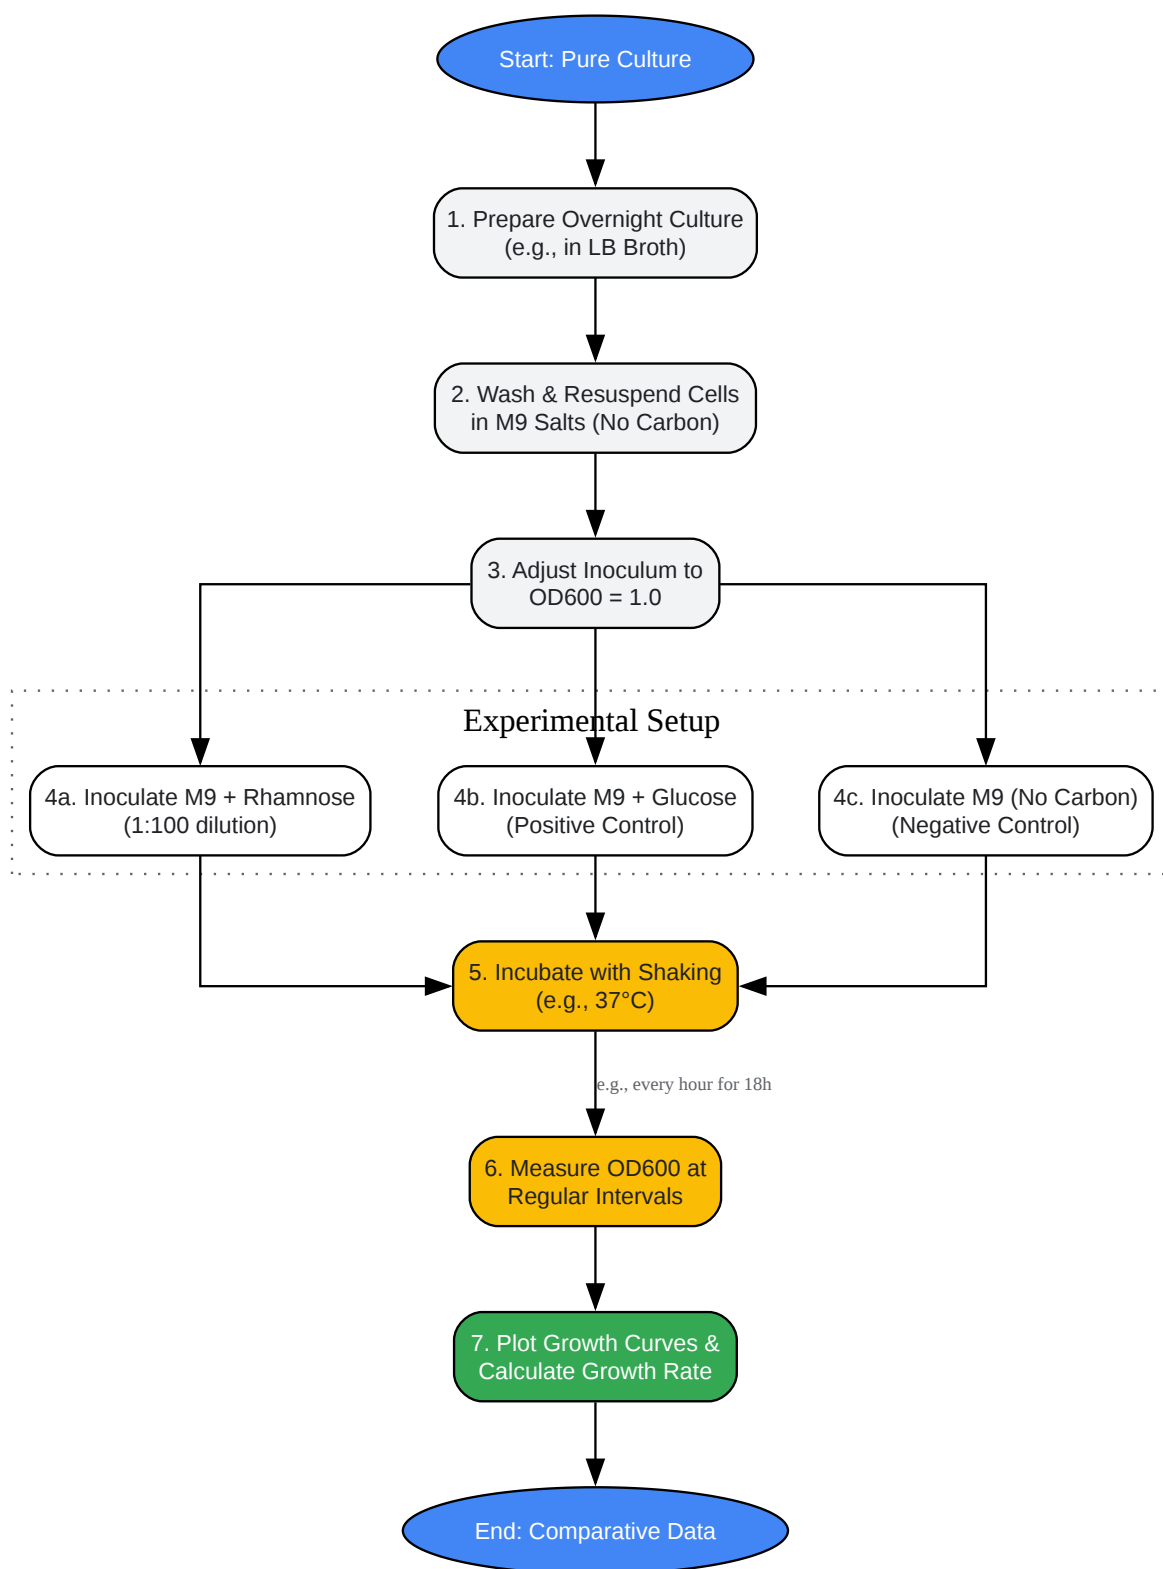 Start: Pure Culture
1. Prepare Overnight Culture
(e.g., in LB Broth)
2. Wash & Resuspend Cells
in M9 Salts (No Carbon)
3. Adjust Inoculum to
OD600 = 1.0
Experimental Setup
4a. Inoculate M9 + Rhamnose
(1:100 dilution)
4b. Inoculate M9 + Glucose
(Positive Control)
4c. Inoculate M9 (No Carbon)
(Negative Control)
5. Incubate with Shaking
(e.g., 37°C)
e.g., every hour for 18h
6. Measure OD600 at
Regular Intervals
7. Plot Growth Curves &
Calculate Growth Rate
End: Comparative Data